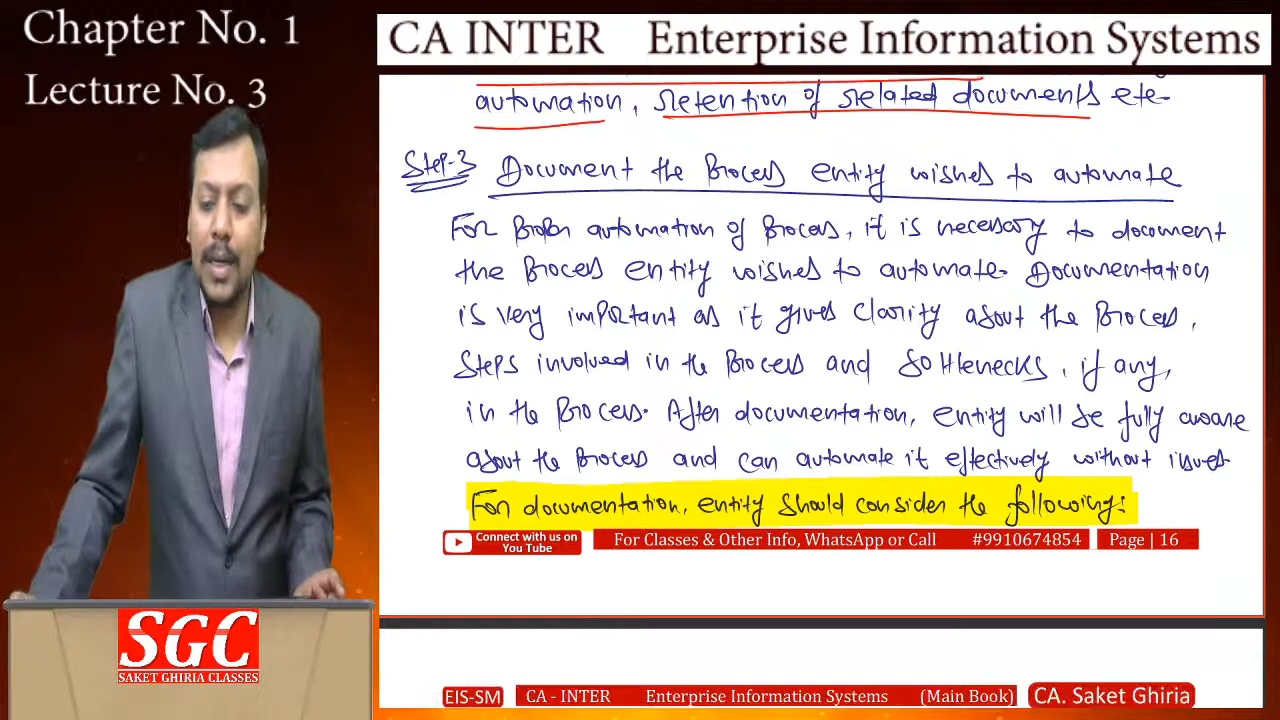 Chapter No. 1
Lecture No. 3
CA INTER Enterprise Information Systems
automation, retention of related documents etc.
Step-3 Document the Process entity wishes to automate
For proper automation of process, it is necessary to document
the process entity wishes to automate. Documentation
is very important as it gives clarity about the process,
steps involved in the process and bottlenecks, if any,
in the process. After documentation, entity will be fully aware
about the process and can automate it effectively without issues.
For documentation, entity should consider the following:
Connect with us on
You Tube
For Classes & Other Info, WhatsApp or Call #9910674854 Page | 16
SGC
SAKET GHIRIA CLASSES
EIS-SM CA - INTER Enterprise Information Systems (Main Book) CA. Saket Ghiria